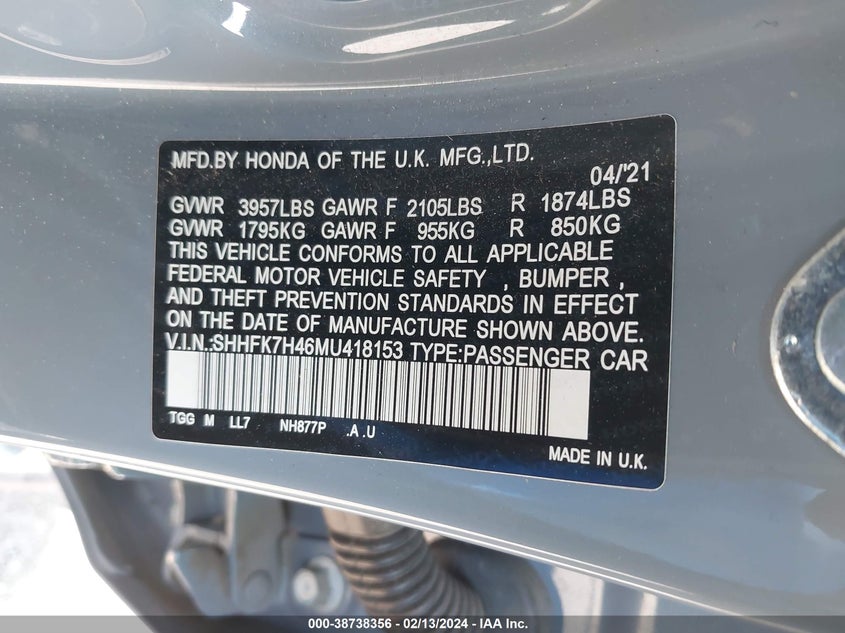 MFD.BY HONDA OF THE U.K. MFG.,LTD.
04/'21
GVWR 3957LBS GAWR F 2105LBS R 1874LBS
GVWR 1795KG GAWR F 955KG R 850KG
THIS VEHICLE CONFORMS TO ALL APPLICABLE
FEDERAL MOTOR VEHICLE SAFETY , BUMPER ,
AND THEFT PREVENTION STANDARDS IN EFFECT
ON THE DATE OF MANUFACTURE SHOWN ABOVE.
V.I.N.:SHHFK7H46MU418153 TYPE:PASSENGER CAR
TGG M LL7 NH877P .A .U
MADE IN U.K.
000-38738356 - 02/13/2024 - IAA Inc.